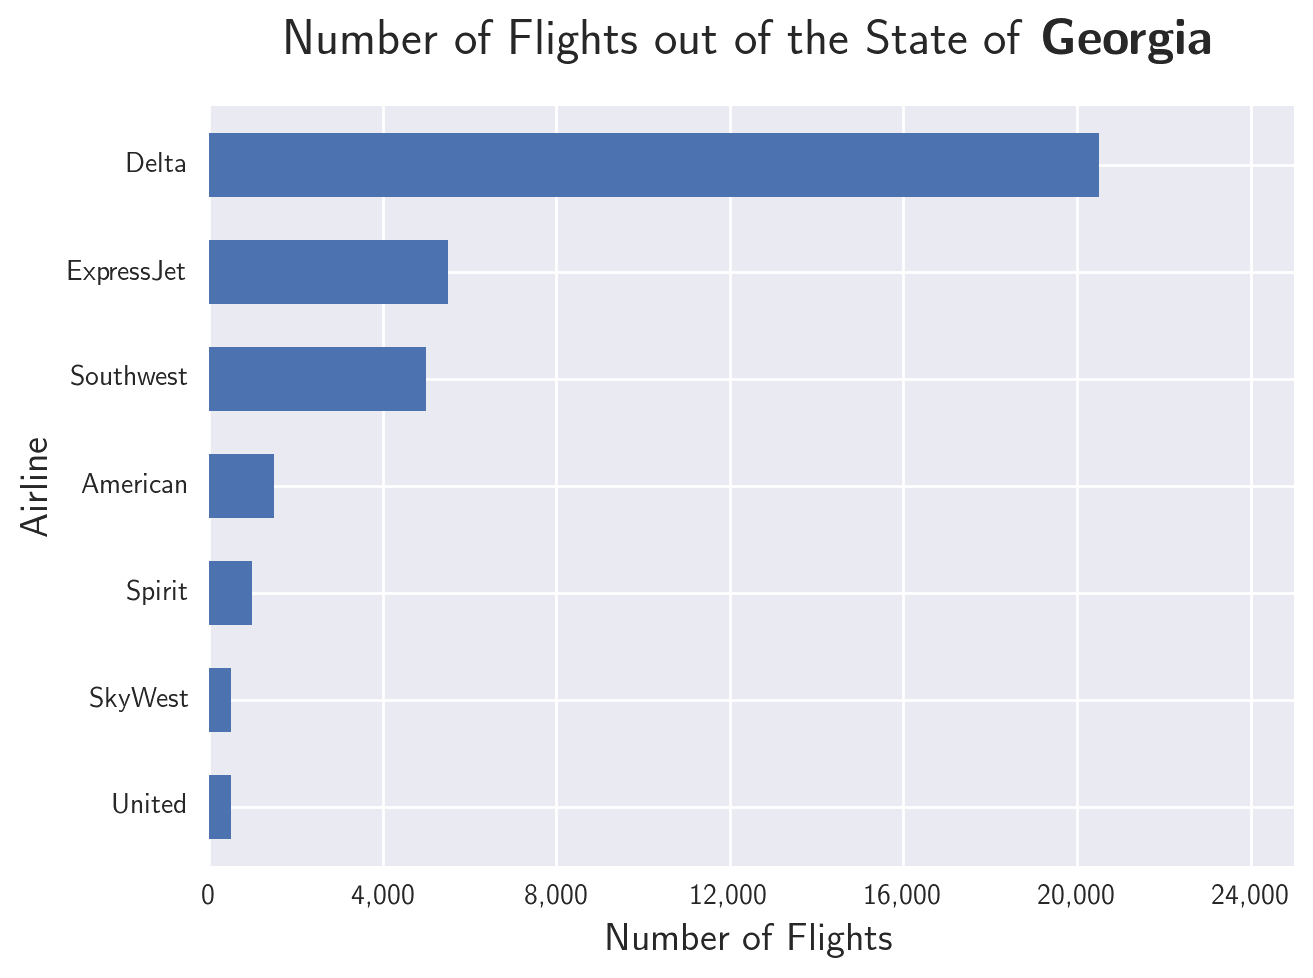 Number of Flights out of the State of Georgia
Delta
ExpressJet
Southwest
American
Spirit
SkyWest
United
Airline
0 4,000 8,000 12,000 16,000 20,000 24,000
Number of Flights